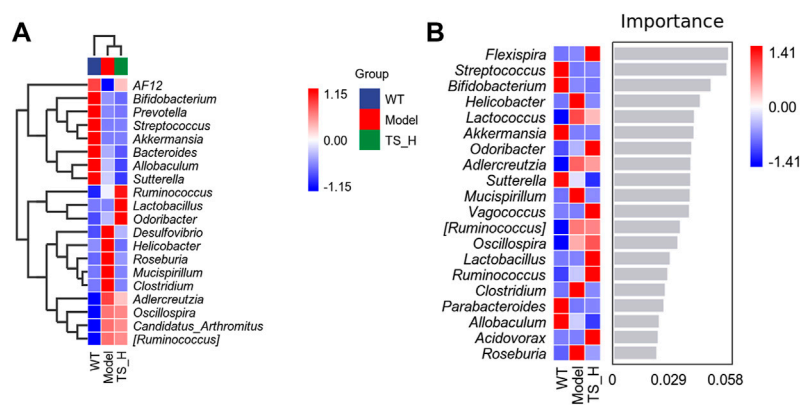 A
AF12
Bifidobacterium
Prevotella
Streptococcus
Akkermansia
Bacteroides
Allobaculum
Sutterella
Ruminococcus
Lactobacillus
Odoribacter
Desulfovibrio
Helicobacter
Roseburia
Mucispirillum
Clostridium
Adlercreutzia
Oscillospira
Candidatus_Arthromitus
[Ruminococcus]
WT
Model
TS_H
1.15
0.00
-1.15
Group
WT
Model
TS_H
B
Importance
Flexispira
Streptococcus
Bifidobacterium
Helicobacter
Lactococcus
Akkermansia
Odoribacter
Adlercreutzia
Sutterella
Mucispirillum
Vagococcus
[Ruminococcus]
Oscillospira
Lactobacillus
Ruminococcus
Clostridium
Parabacteroides
Allobaculum
Acidovorax
Roseburia
WT
Model
TS_H
0
0.029
0.058
1.41
0.00
-1.41